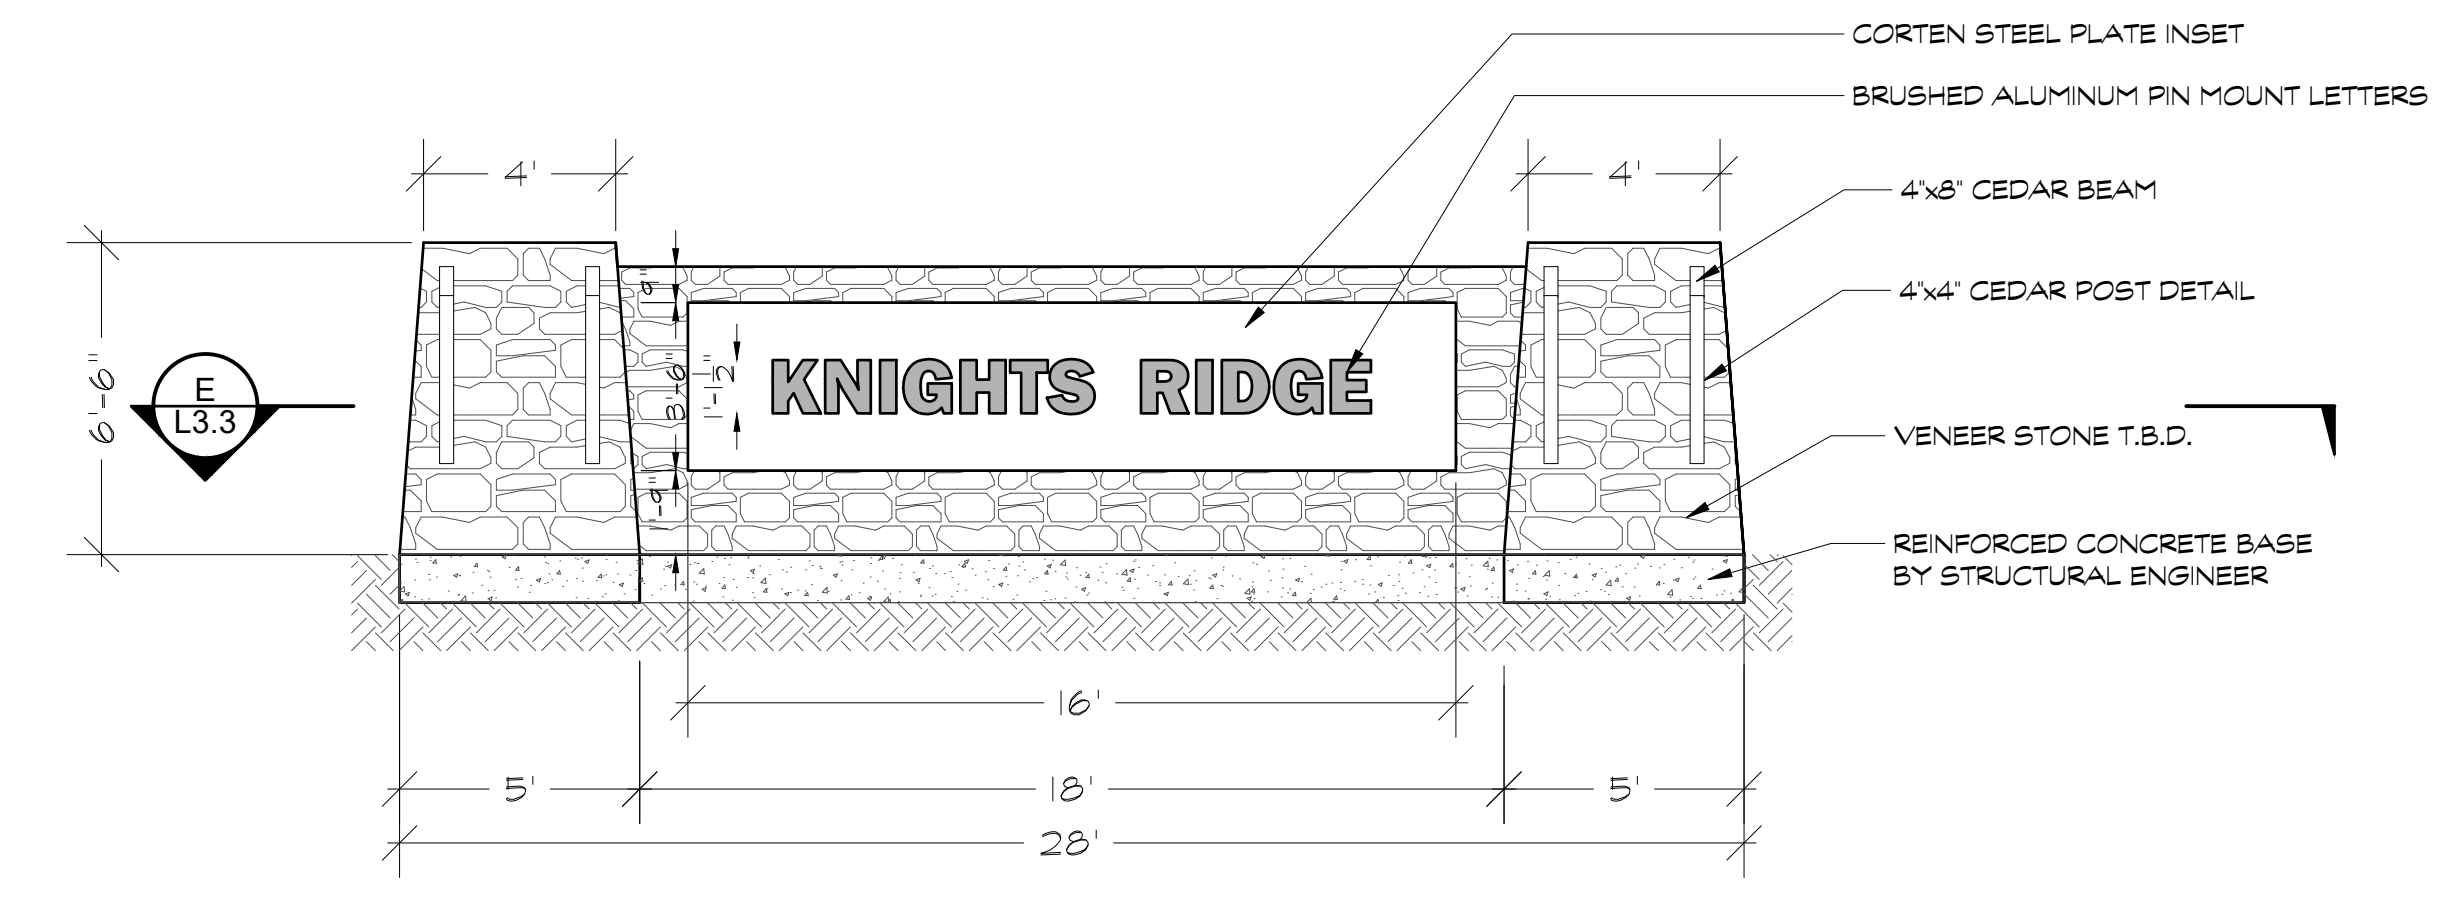 CORTEN STEEL PLATE INSET
BRUSHED ALUMINUM PIN MOUNT LETTERS
4' 4'
4"x8" CEDAR BEAM
4"x4" CEDAR POST DETAIL
9"
6'-6"
3'-6"
1'-1 1/2"
E
L3.3
KNIGHTS RIDGE
VENEER STONE T.B.D.
1'-9"
REINFORCED CONCRETE BASE
BY STRUCTURAL ENGINEER
16'
5' 18' 5'
28'